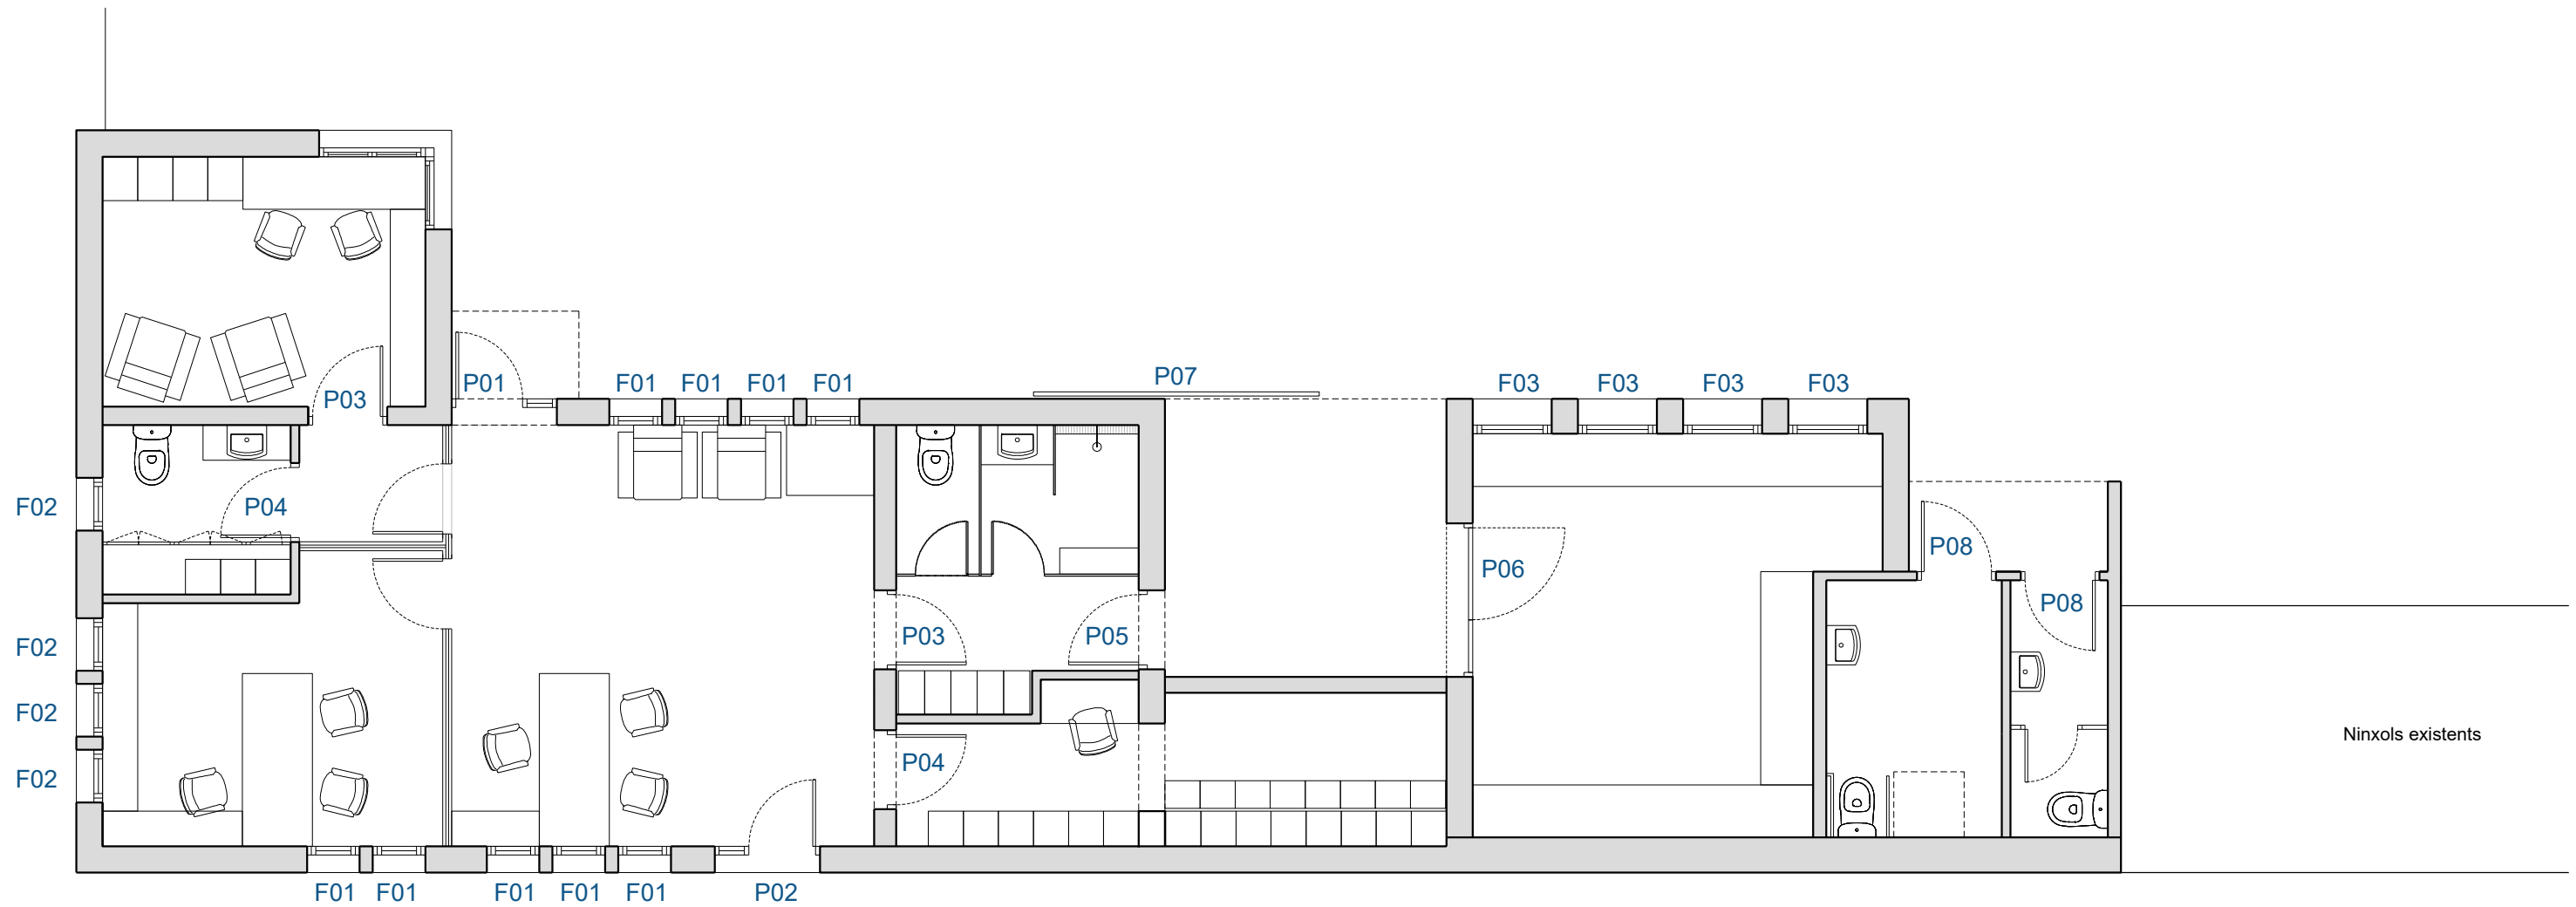 P07
P03
P01
F01 F01 F01 F01
F03 F03 F03 F03
F02
P04
P08
P06
P08
F02
P03
P05
F02
Ninxols existents
F02
P04
F01 F01 F01 F01 F01 P02